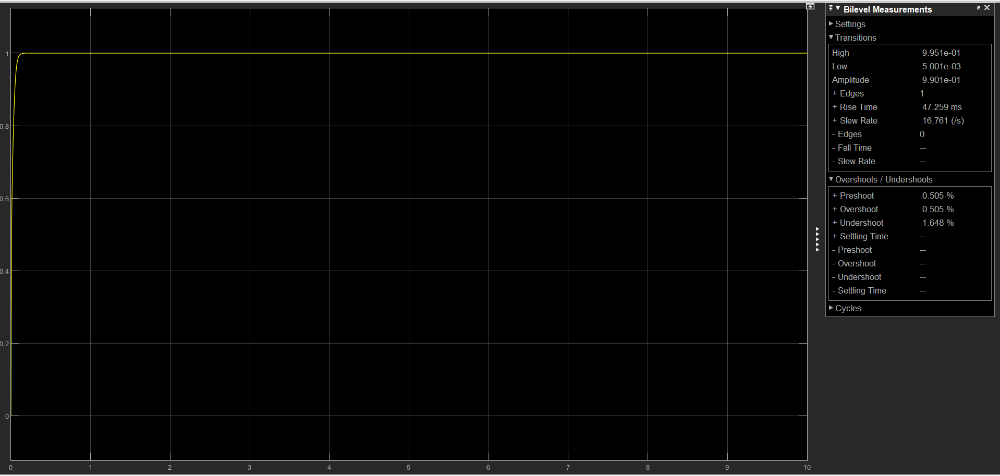 1
0.8
0.6
0.4
0.2
0
0 1 2 3 4 5 6 7 8 9 10
Bilevel Measurements
Settings
Transitions
High 9.951e-01
Low 5.001e-03
Amplitude 9.901e-01
+ Edges 1
+ Rise Time 47.259 ms
+ Slew Rate 16.761 (/s)
- Edges 0
- Fall Time --
- Slew Rate --
Overshoots / Undershoots
+ Preshoot 0.505 %
+ Overshoot 0.505 %
+ Undershoot 1.648 %
+ Settling Time --
- Preshoot --
- Overshoot --
- Undershoot --
- Settling Time --
Cycles